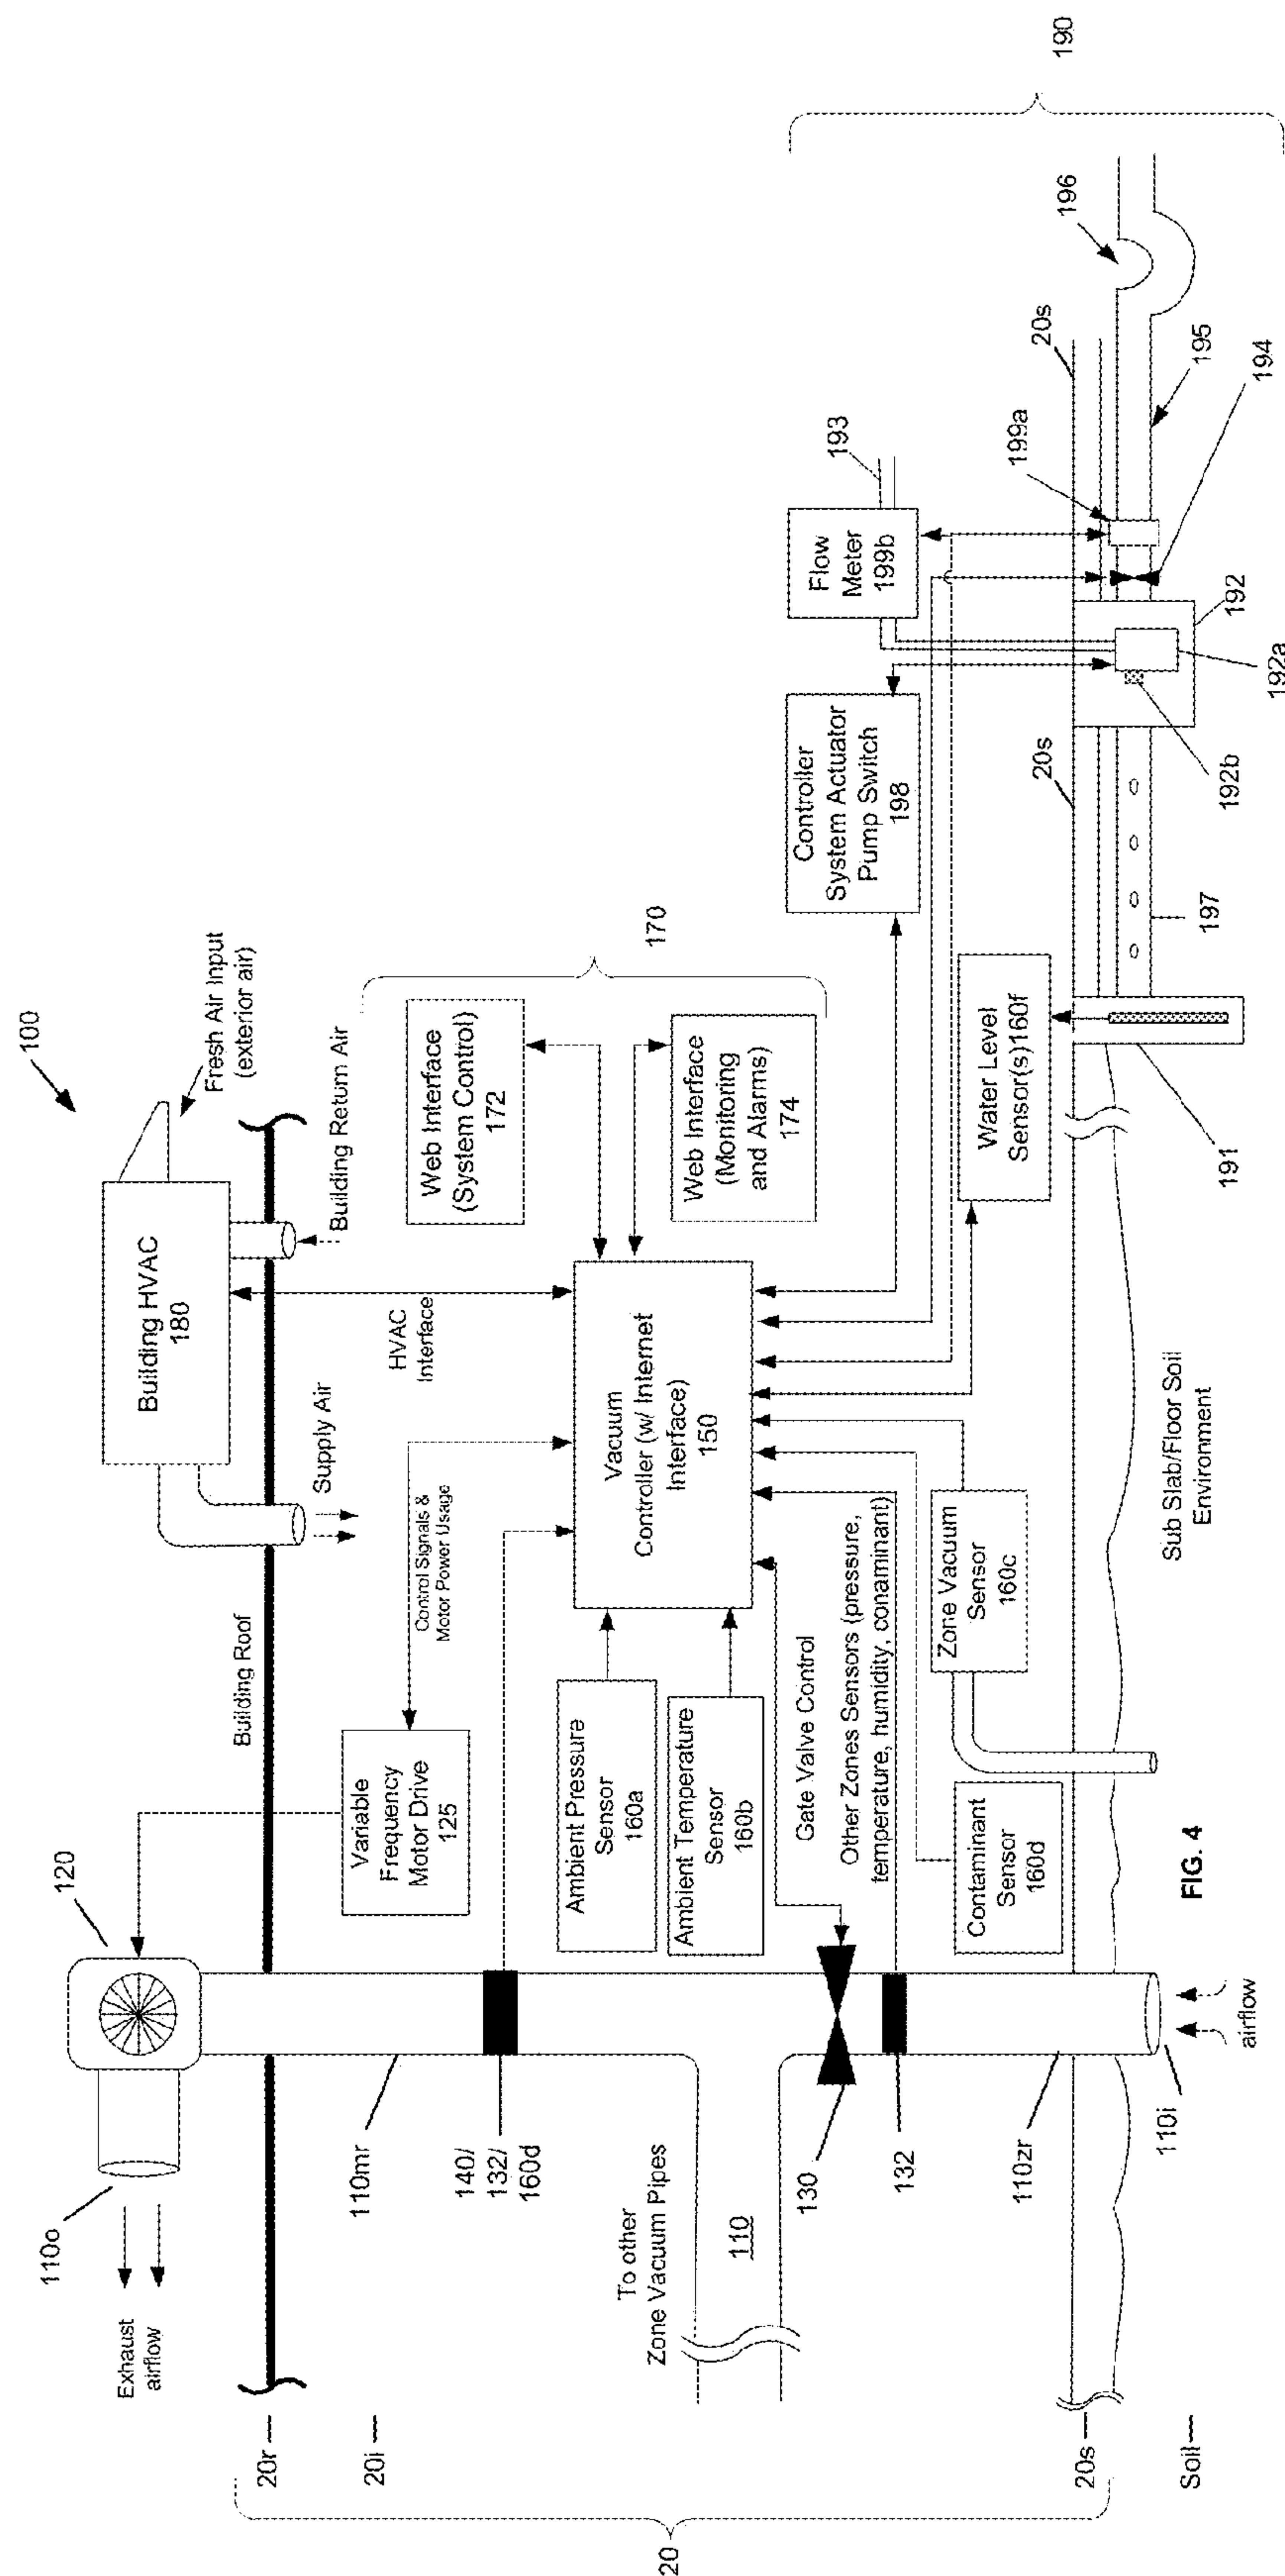 100
120
110o
Exhaust
airflow
Building Roof
Building HVAC
180
Fresh Air Input
(exterior air)
Building Return Air
Supply Air
20r
20i
20
110mr
140/
132/
160d
Variable
Frequency
Motor Drive
125
Control Signals &
Motor Power Usage
HVAC
Interface
Web Interface
(System Control)
172
170
Web Interface
(Monitoring
and Alarms)
174
Ambient Pressure
Sensor
160a
Ambient Temperature
Sensor
160b
Vacuum
Controller (w/ Internet
Interface)
150
To other
Zone Vacuum Pipes
110
130
132
110zr
Gate Valve Control
Other Zones Sensors (pressure,
temperature, humidity, conaminant)
Contaminant
Sensor
160d
Zone Vacuum
Sensor
160c
Water Level
Sensor(s)160f
Controller
System Actuator
Pump Switch
198
Flow
Meter
199b
193
190
20s
Soil
110i
airflow
Sub Slab/Floor Soil
Environment
191
197
20s
192b
192a
192
199a
20s
194
195
196
FIG. 4